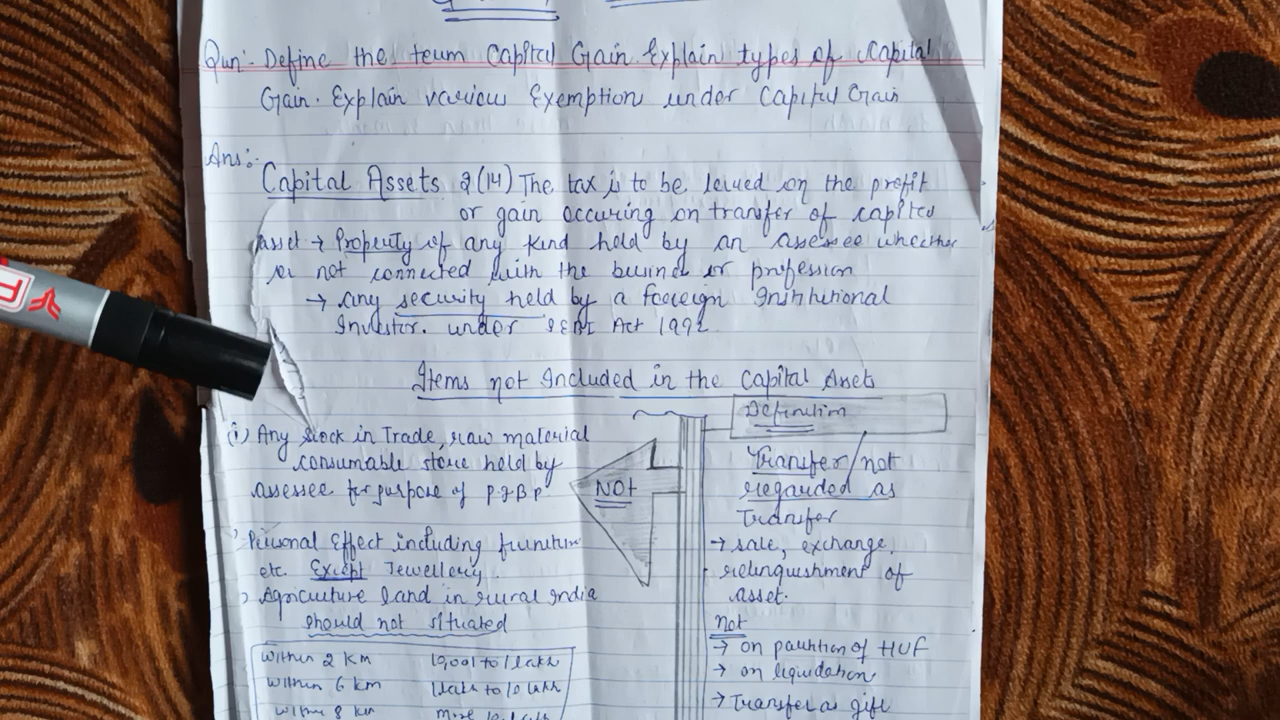 Qun:- Define the term Capital Gain. Explain types of Capital
Gain. Explain various Exemption under Capital Gain
Ans:-
Capital Assets 2(14) The tax is to be levied on the profit
or gain occuring on transfer of capital
asset → Property of any kind held by an assessee whether
or not connected with the business or profession
→ any security held by a foreign Institutional
Investor. under SEBI Act 1992.
Items not Included in the Capital Assets
(i) Any stock in Trade, raw material
consumable store held by
assessee for purpose of PGBP.
Personal Effect including furniture
etc. Except Jewellery.
Agriculture land in rural India
should not situated
Within 2 KM 10,001 to 1 lakh
Within 6 km 1 lakh to 10 lakh
Within 8 km more 10 lakh
NOT
Definition
Transfer/not
regarded as
Transfer
→ sale, exchange,
relinquishment of
asset.
Not
→ on partition of HUF
→ on liquidation
→ Transfer as gift